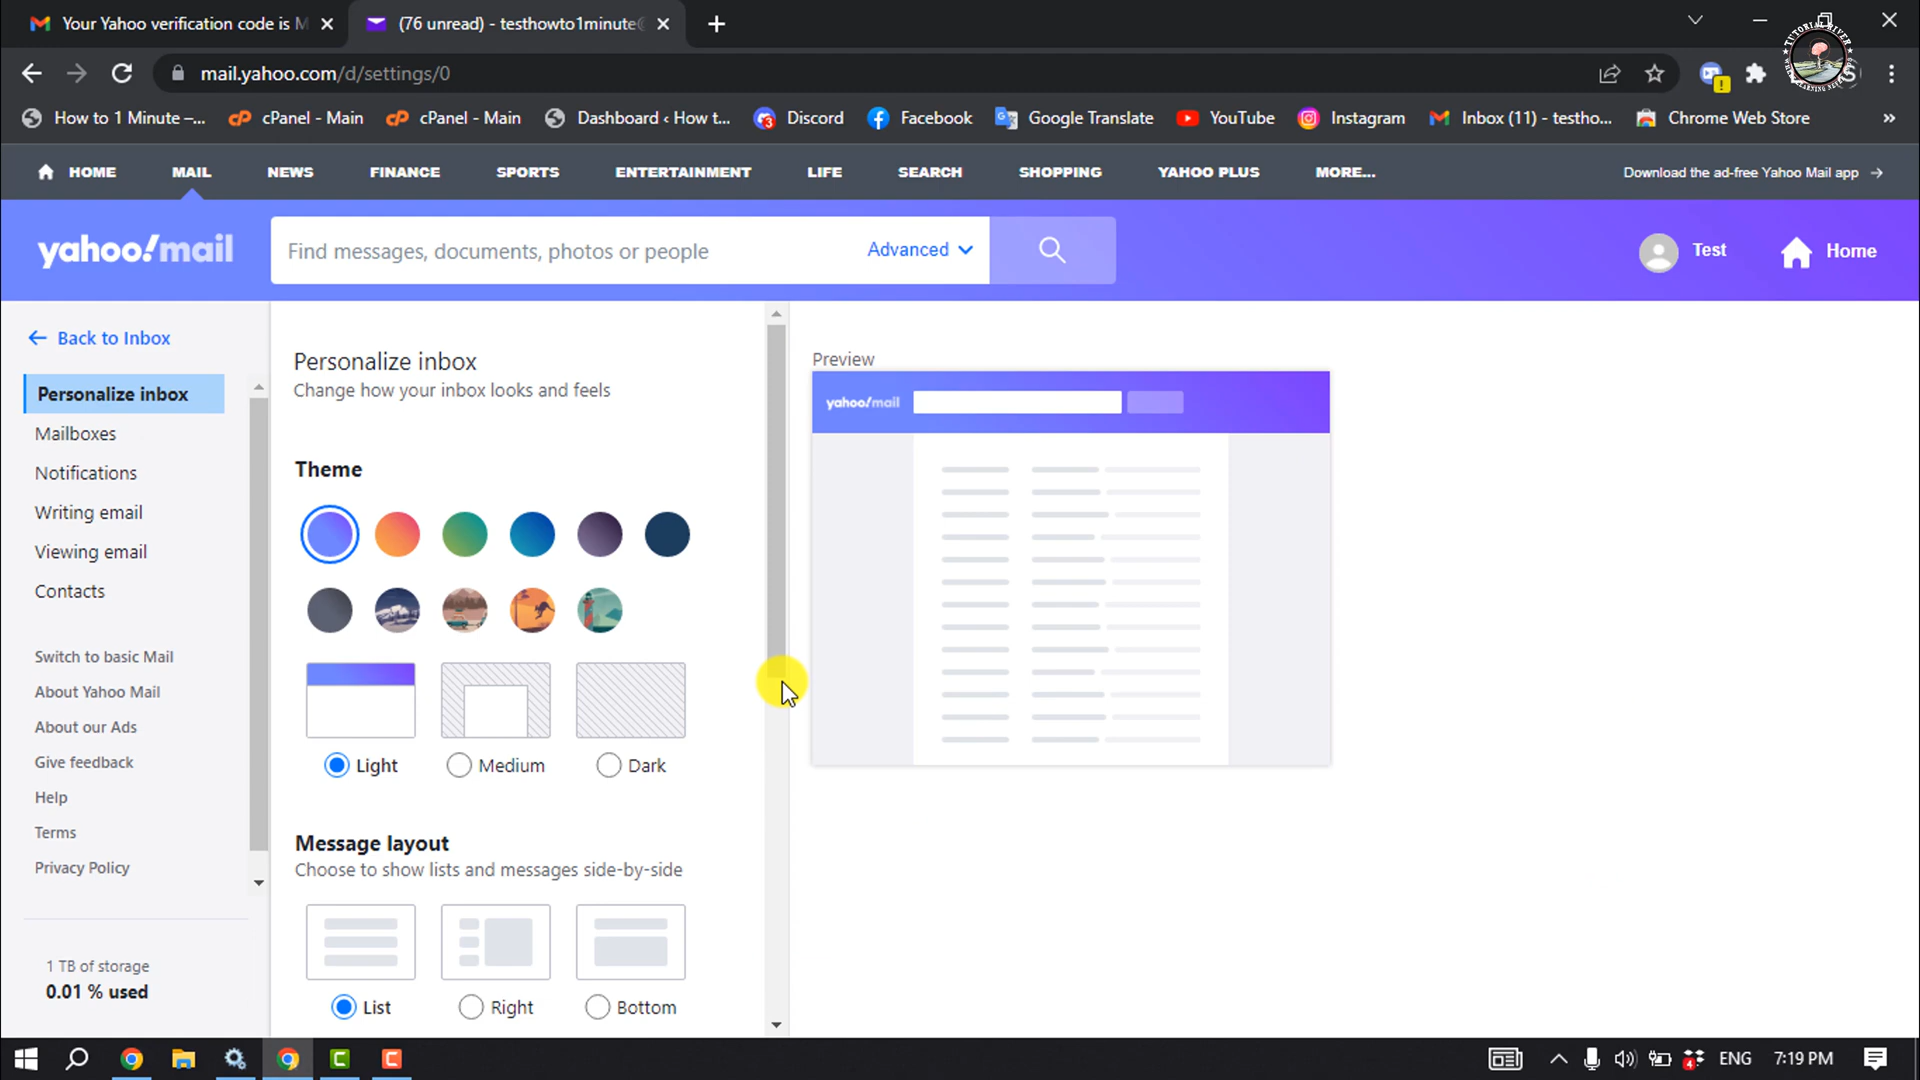 Your Yahoo verification code is M
(76 unread) - testhowto1minute@
mail.yahoo.com/d/settings/0
TUTORIAL RIVER
How to 1 Minute –...
cPanel - Main
cPanel - Main
Dashboard ‹ How t...
Discord
Facebook
Google Translate
YouTube
Instagram
Inbox (11) - testho...
Chrome Web Store
»
HOME
MAIL
NEWS
FINANCE
SPORTS
ENTERTAINMENT
LIFE
SEARCH
SHOPPING
YAHOO PLUS
MORE...
Download the ad-free Yahoo Mail app
yahoo!mail
Find messages, documents, photos or people
Advanced
Test
Home
Back to Inbox
Personalize inbox
Mailboxes
Notifications
Writing email
Viewing email
Contacts
Switch to basic Mail
About Yahoo Mail
About our Ads
Give feedback
Help
Terms
Privacy Policy
1 TB of storage
0.01 % used
Personalize inbox
Change how your inbox looks and feels
Theme
Light
Medium
Dark
Message layout
Choose to show lists and messages side-by-side
List
Right
Bottom
Preview
yahoo!mail
ENG
7:19 PM